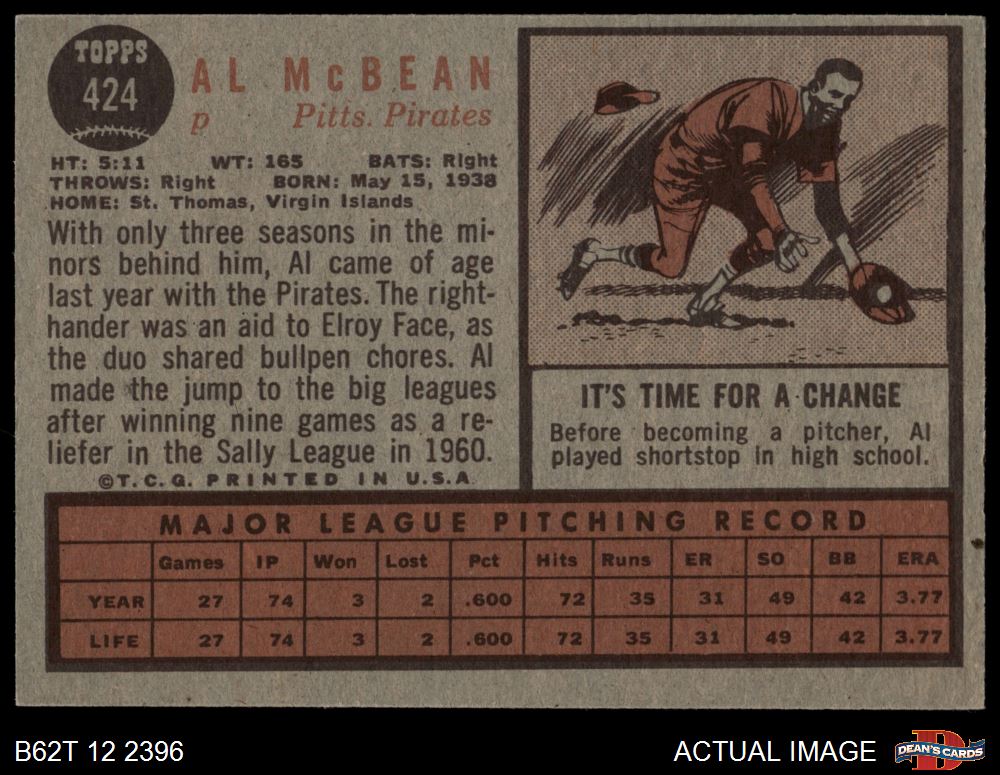 TOPPS
424
AL McBEAN
p Pitts. Pirates
HT: 5:11 WT: 165 BATS: Right
THROWS: Right BORN: May 15, 1938
HOME: St. Thomas, Virgin Islands
With only three seasons in the mi-
nors behind him, Al came of age
last year with the Pirates. The right-
hander was an aid to Elroy Face, as
the duo shared bullpen chores. Al
made the jump to the big leagues
after winning nine games as a re-
liefer in the Sally League in 1960.
©T.C.G. PRINTED IN U.S.A.
IT'S TIME FOR A CHANGE
Before becoming a pitcher, Al
played shortstop in high school.
MAJOR LEAGUE PITCHING RECORD
Games IP Won Lost Pct Hits Runs ER SO BB ERA
YEAR 27 74 3 2 .600 72 35 31 49 42 3.77
LIFE 27 74 3 2 .600 72 35 31 49 42 3.77
B62T 12 2396 ACTUAL IMAGE DEAN'S CARDS